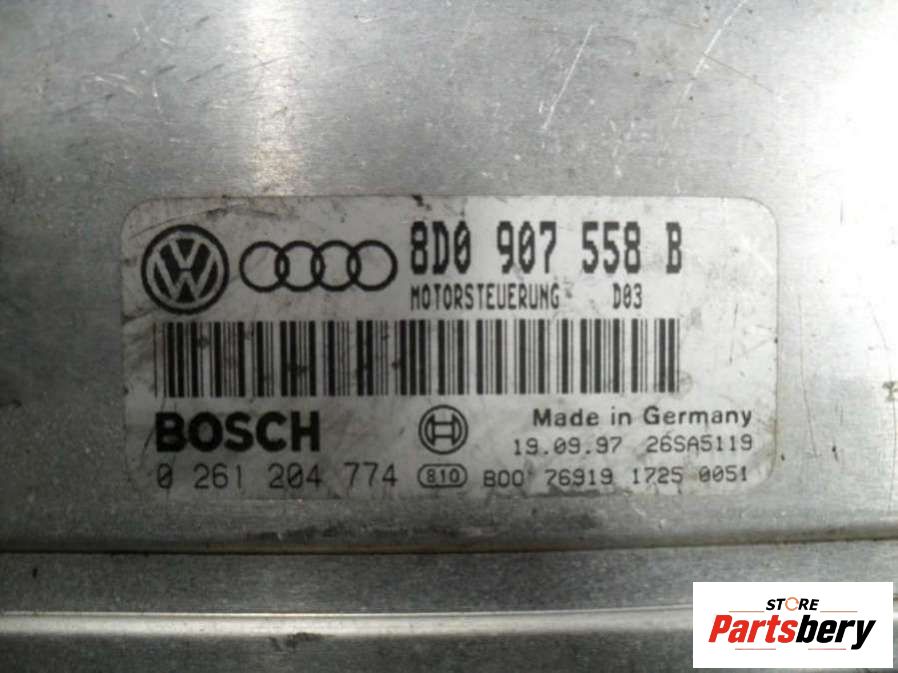 8D0 907 558 B
MOTORSTEUERUNG D03
BOSCH
Made in Germany
19.09.97 26SA5119
0 261 204 774 810 BOO 76919 1725 0051
STORE
Partsbery